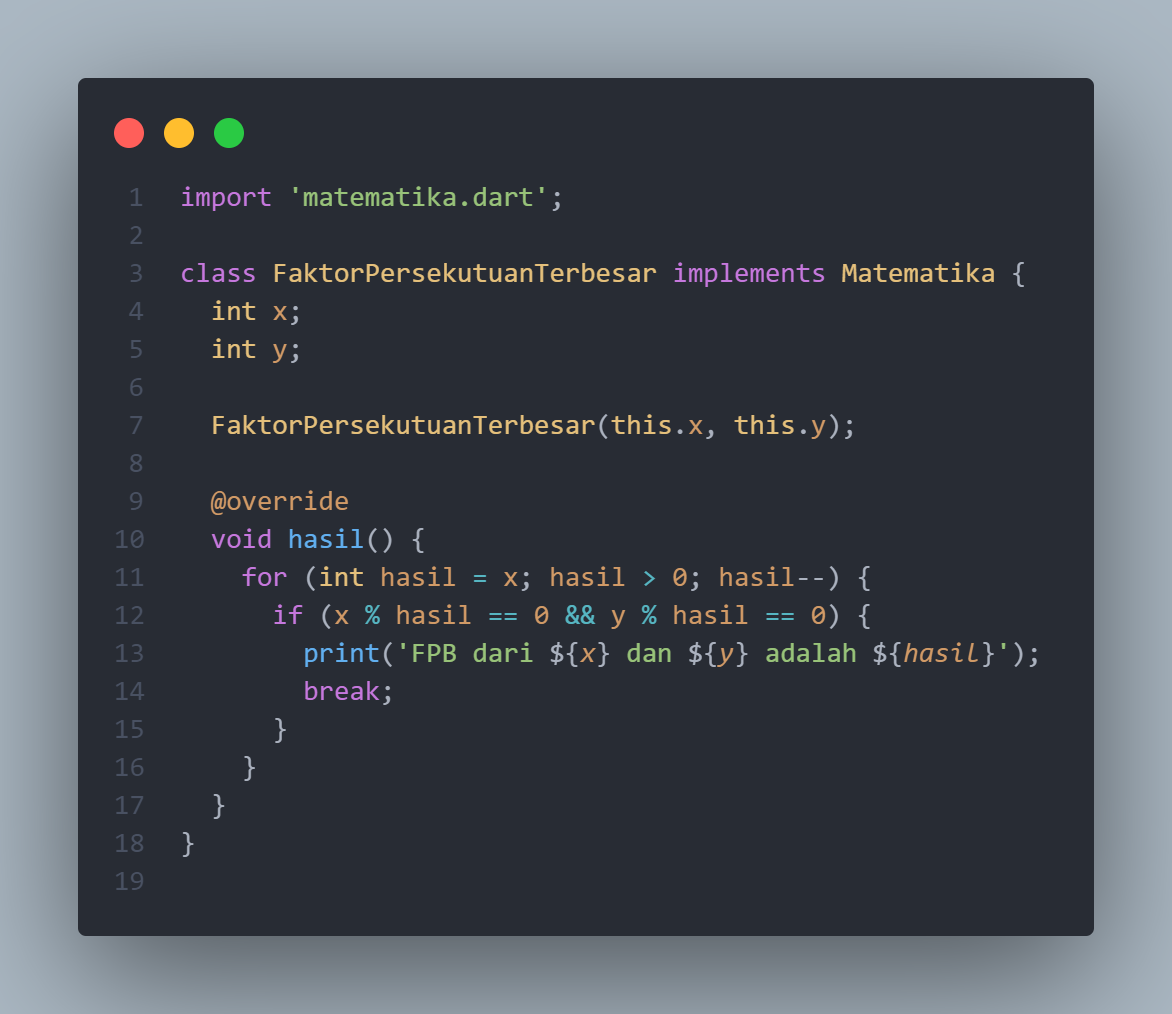 1 import 'matematika.dart';
2
3 class FaktorPersekutuanTerbesar implements Matematika {
4   int x;
5   int y;
6
7   FaktorPersekutuanTerbesar(this.x, this.y);
8
9   @override
10   void hasil() {
11     for (int hasil = x; hasil > 0; hasil--) {
12       if (x % hasil == 0 && y % hasil == 0) {
13         print('FPB dari ${x} dan ${y} adalah ${hasil}');
14         break;
15       }
16     }
17   }
18 }
19